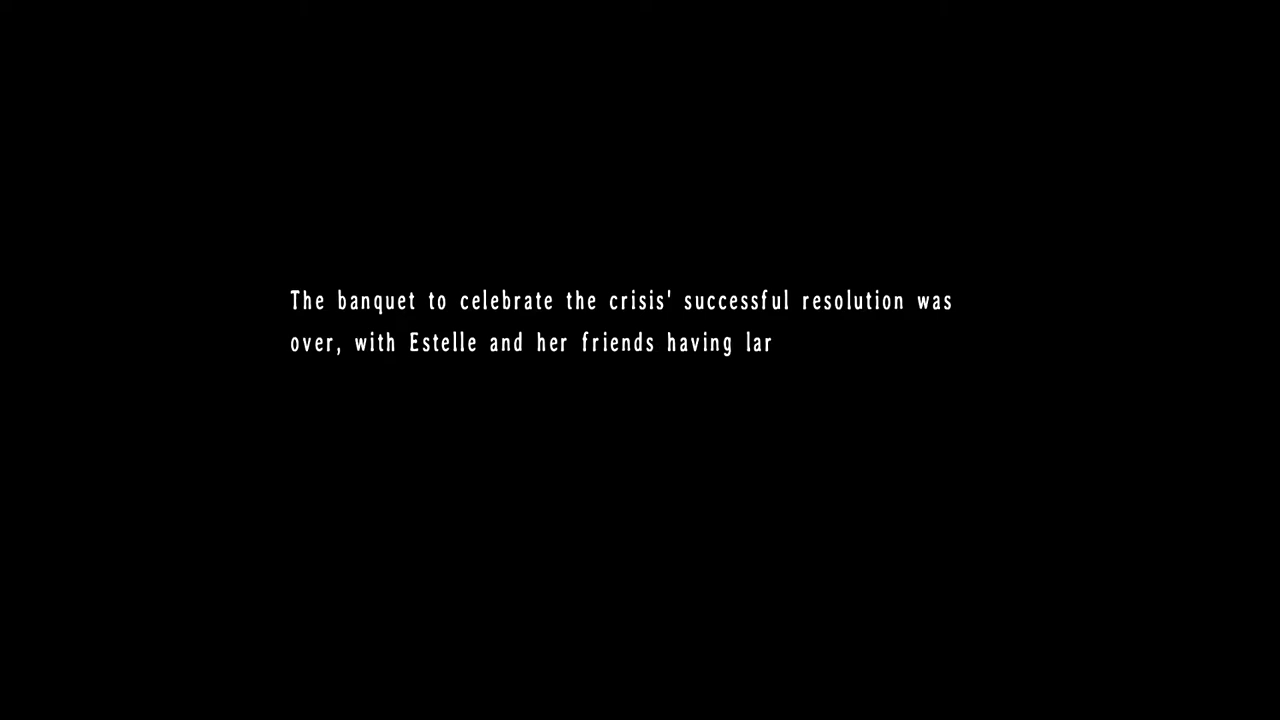 The banquet to celebrate the crisis' successful resolution was
over, with Estelle and her friends having lar